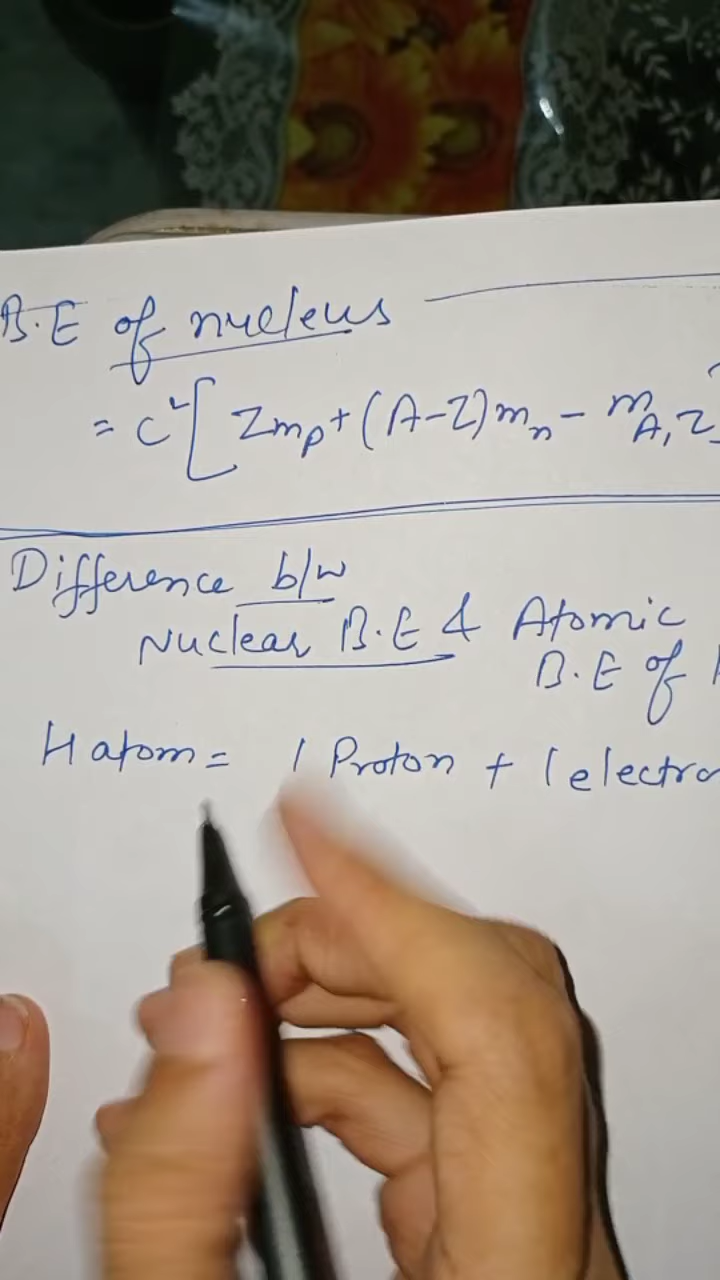 B.E of nucleus
= c²[Zmp+(A-Z)mn - mA,Z
Difference b/w
Nuclear B.E & Atomic
B.E of
H atom = 1 Proton + 1 electro